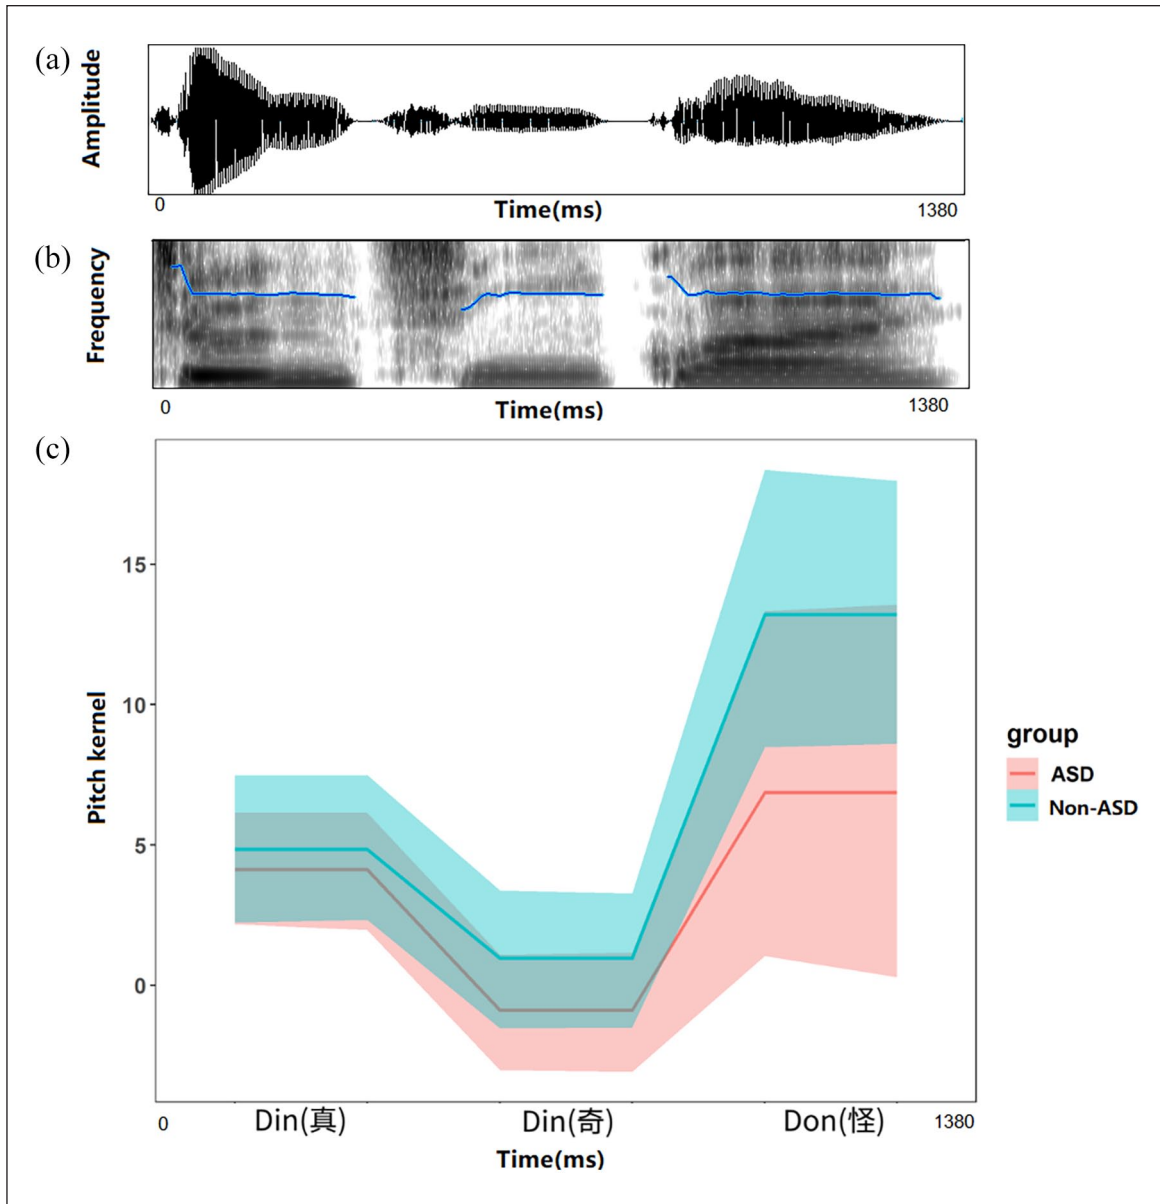 (a)
Amplitude
0
Time(ms)
1380
(b)
Frequency
0
Time(ms)
1380
(c)
Pitch kernel
15
10
5
0
group
ASD
Non-ASD
0
Din(真)
Din(奇)
Don(怪)
1380
Time(ms)